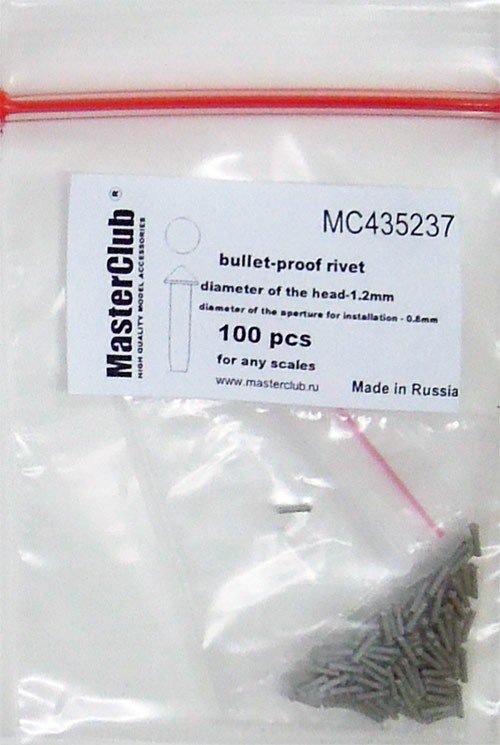 MasterClub®
HIGH QUALITY MODEL ACCESSORIES
MC435237
bullet-proof rivet
diameter of the head-1.2mm
diameter of the aperture for installation - 0.8mm
100 pcs
for any scales
www.masterclub.ru
Made in Russia